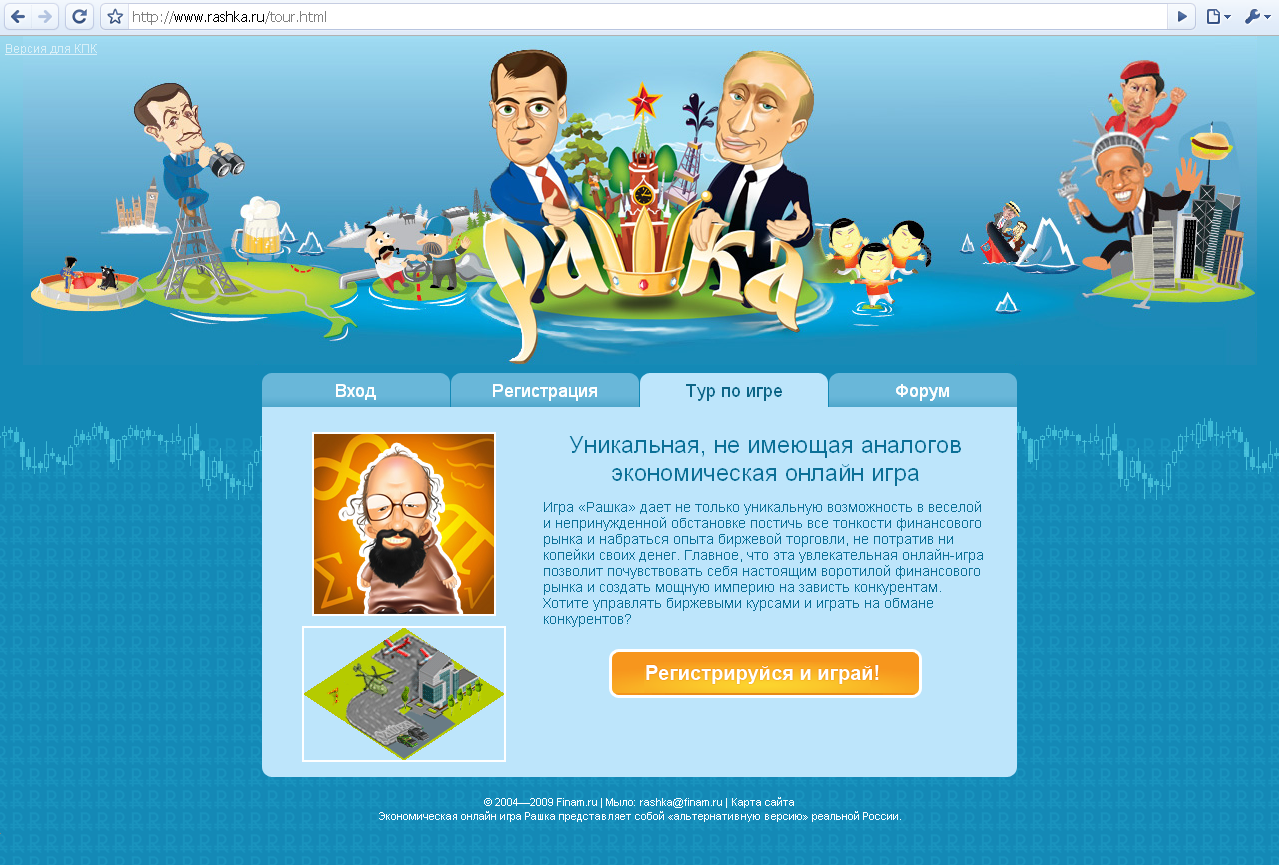 http://www.rashka.ru/tour.html
Версия для КПК
рашка
Вход
Регистрация
Тур по игре
Форум
Уникальная, не имеющая аналогов
экономическая онлайн игра
Игра «Рашка» дает не только уникальную возможность в веселой
и непринужденной обстановке постичь все тонкости финансового
рынка и набраться опыта биржевой торговли, не потратив ни
копейки своих денег. Главное, что эта увлекательная онлайн-игра
позволит почувствовать себя настоящим воротилой финансового
рынка и создать мощную империю на зависть конкурентам.
Хотите управлять биржевыми курсами и играть на обмане
конкурентов?
Регистрируйся и играй!
© 2004—2009 Finam.ru | Мыло: rashka@finam.ru | Карта сайта
Экономическая онлайн игра Рашка представляет собой «альтернативную версию» реальной России.